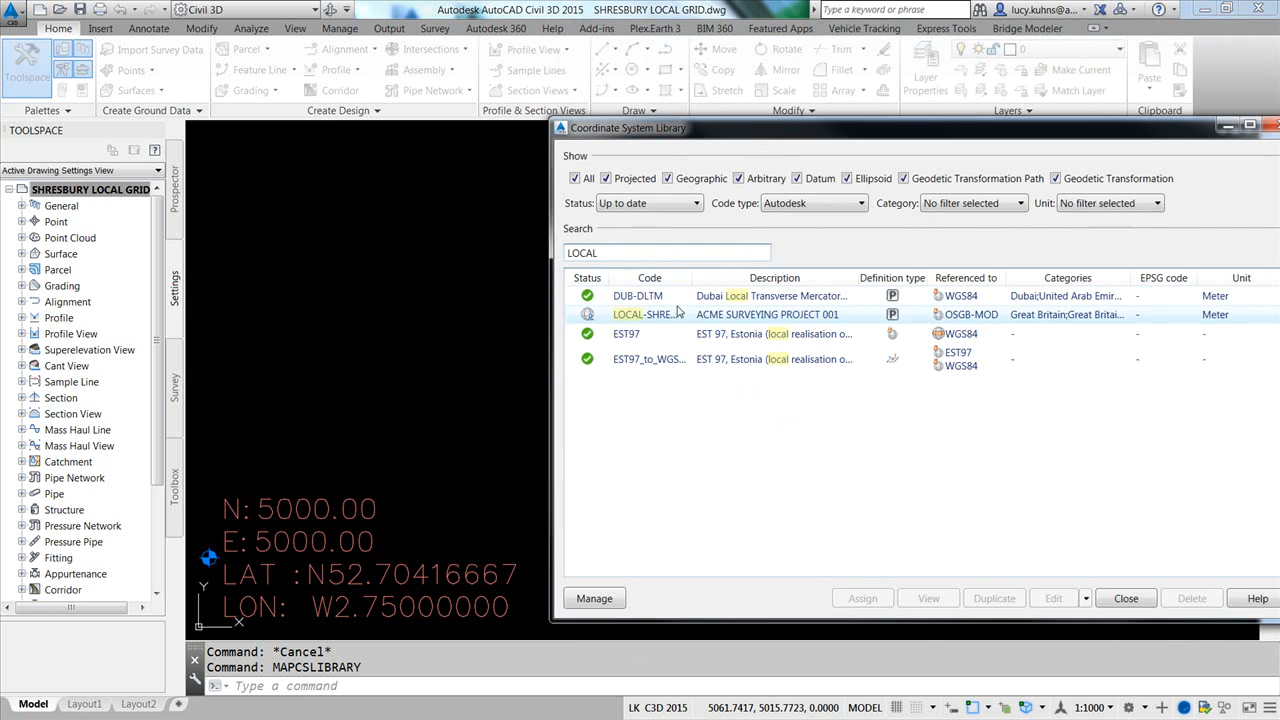 C3D
Civil 3D
Autodesk AutoCAD Civil 3D 2015 SHRESBURY LOCAL GRID.dwg
Type a keyword or phrase
lucy.kuhns@a...
Home Insert Annotate Modify Analyze View Manage Output Survey Autodesk 360 Help Add-ins Plex.Earth 3 BIM 360 Featured Apps Vehicle Tracking Express Tools Bridge Modeler
Toolspace
Import Survey Data
Points
Surfaces
Parcel
Feature Line
Grading
Alignment
Profile
Corridor
Intersections
Assembly
Pipe Network
Profile View
Sample Lines
Section Views
Move Rotate Trim
Copy Mirror Fillet
Stretch Scale Array
Layer
Properties
0
Make Current
Match Layer
Paste
Palettes
Create Ground Data
Create Design
Profile & Section Views
Draw
Modify
Layers
Clipboard
TOOLSPACE
Active Drawing Settings View
SHRESBURY LOCAL GRID
General
Point
Point Cloud
Surface
Parcel
Grading
Alignment
Profile
Profile View
Superelevation View
Cant View
Sample Line
Section
Section View
Mass Haul Line
Mass Haul View
Catchment
Pipe Network
Pipe
Structure
Pressure Network
Pressure Pipe
Fitting
Appurtenance
Corridor
Prospector
Settings
Survey
Toolbox
N: 5000.00
E: 5000.00
LAT : N52.70416667
LON: W2.75000000
Y
X
Coordinate System Library
Show
All Projected Geographic Arbitrary Datum Ellipsoid Geodetic Transformation Path Geodetic Transformation
Status: Up to date Code type: Autodesk Category: No filter selected Unit: No filter selected
Search
LOCAL
Status Code Description Definition type Referenced to Categories EPSG code Unit
DUB-DLTM Dubai Local Transverse Mercator... P WGS84 Dubai;United Arab Emir... - Meter
LOCAL-SHRE... ACME SURVEYING PROJECT 001 P OSGB-MOD Great Britain;Great Britai... - Meter
EST97 EST 97, Estonia (local realisation o... WGS84 - - -
EST97_to_WGS... EST 97, Estonia (local realisation o... EST97 - - -
WGS84
Manage Assign View Duplicate Edit Close Delete Help
Command: *Cancel*
Command: MAPCSLIBRARY
Type a command
Model Layout1 Layout2
LK C3D 2015 5061.7417, 5015.7723, 0.0000 MODEL 1:1000